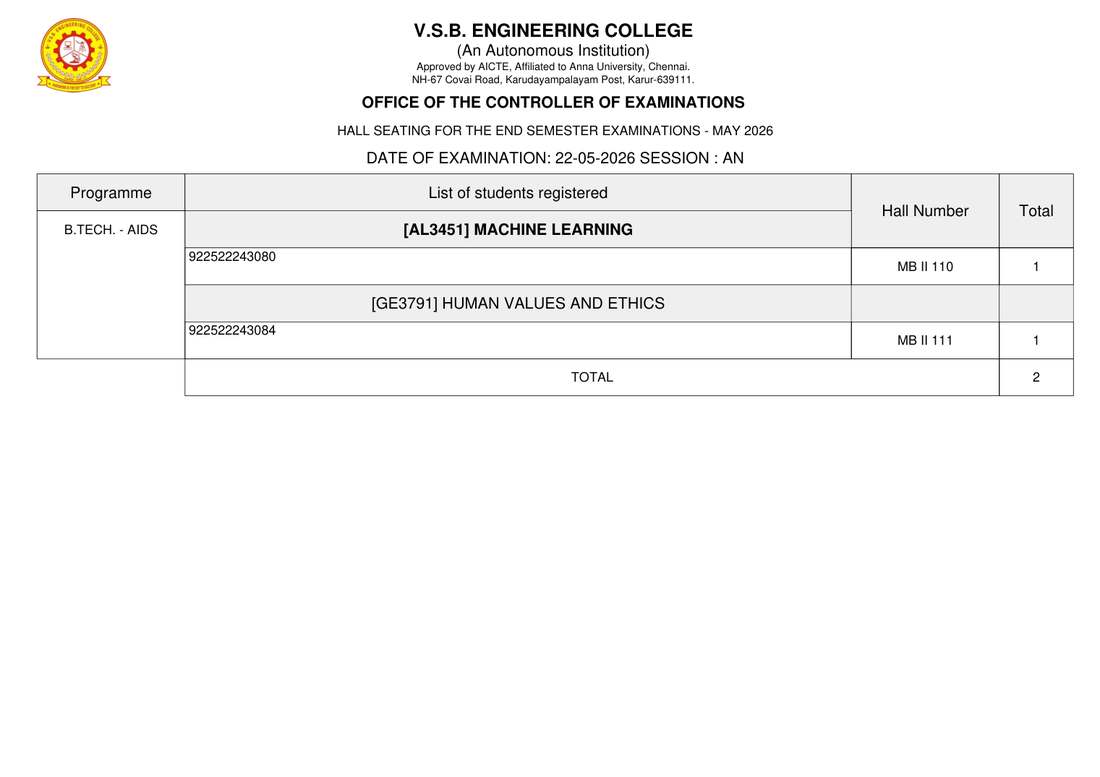 V.S.B. ENGINEERING COLLEGE
(An Autonomous Institution)
Approved by AICTE, Affiliated to Anna University, Chennai.
NH-67 Covai Road, Karudayampalayam Post, Karur-639111.
OFFICE OF THE CONTROLLER OF EXAMINATIONS
HALL SEATING FOR THE END SEMESTER EXAMINATIONS - MAY 2026
DATE OF EXAMINATION: 22-05-2026 SESSION : AN
Programme List of students registered Hall Number Total
B.TECH. - AIDS [AL3451] MACHINE LEARNING
922522243080 MB II 110 1
[GE3791] HUMAN VALUES AND ETHICS
922522243084 MB II 111 1
TOTAL 2